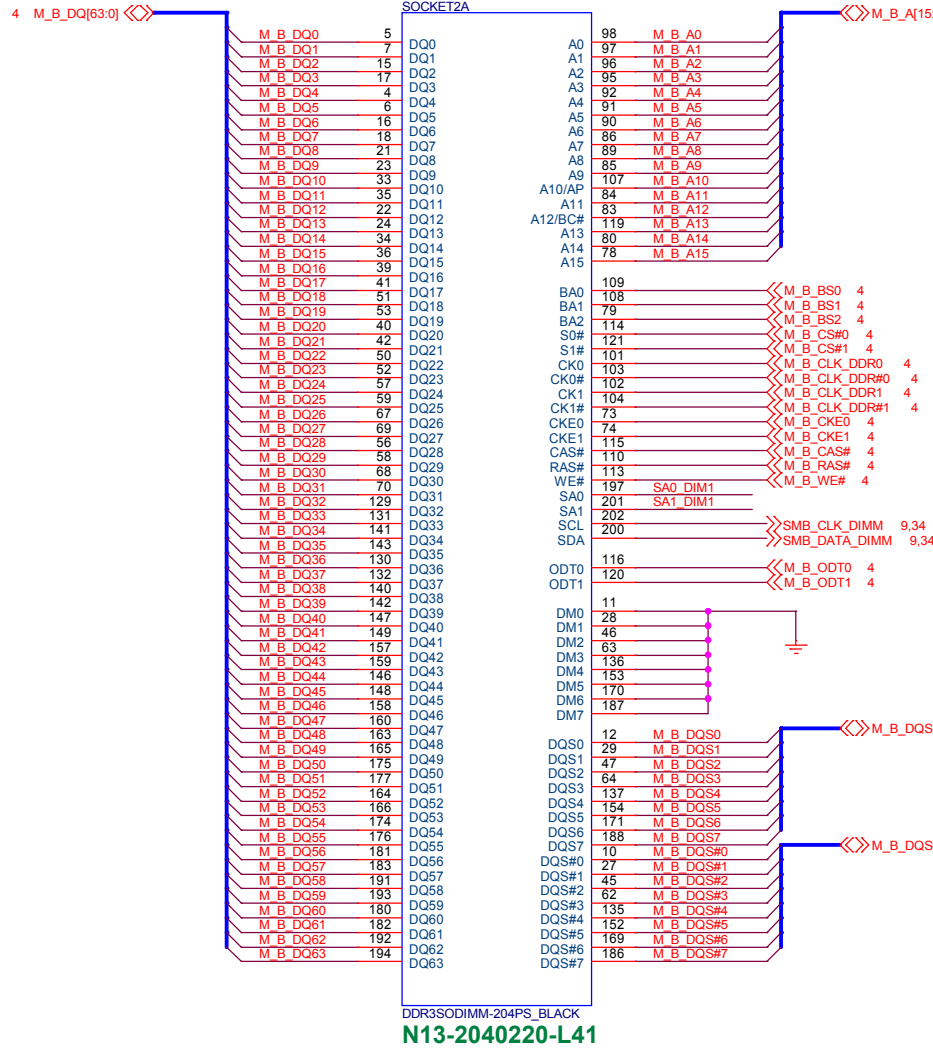 SOCKET2A
4 M_B_DQ[63:0] M_B_A[15:
M_B_DQ0 5 DQ0 A0 98 M_B_A0
M_B_DQ1 7 DQ1 A1 97 M_B_A1
M_B_DQ2 15 DQ2 A2 96 M_B_A2
M_B_DQ3 17 DQ3 A3 95 M_B_A3
M_B_DQ4 4 DQ4 A4 92 M_B_A4
M_B_DQ5 6 DQ5 A5 91 M_B_A5
M_B_DQ6 16 DQ6 A6 90 M_B_A6
M_B_DQ7 18 DQ7 A7 86 M_B_A7
M_B_DQ8 21 DQ8 A8 89 M_B_A8
M_B_DQ9 23 DQ9 A9 85 M_B_A9
M_B_DQ10 33 DQ10 A10/AP 107 M_B_A10
M_B_DQ11 35 DQ11 A11 84 M_B_A11
M_B_DQ12 22 DQ12 A12/BC# 83 M_B_A12
M_B_DQ13 24 DQ13 A13 119 M_B_A13
M_B_DQ14 34 DQ14 A14 80 M_B_A14
M_B_DQ15 36 DQ15 A15 78 M_B_A15
M_B_DQ16 39 DQ16
M_B_DQ17 41 DQ17 BA0 109 M_B_BS0 4
M_B_DQ18 51 DQ18 BA1 108 M_B_BS1 4
M_B_DQ19 53 DQ19 BA2 79 M_B_BS2 4
M_B_DQ20 40 DQ20 S0# 114 M_B_CS#0 4
M_B_DQ21 42 DQ21 S1# 121 M_B_CS#1 4
M_B_DQ22 50 DQ22 CK0 101 M_B_CLK_DDR0 4
M_B_DQ23 52 DQ23 CK0# 103 M_B_CLK_DDR#0 4
M_B_DQ24 57 DQ24 CK1 102 M_B_CLK_DDR1 4
M_B_DQ25 59 DQ25 CK1# 104 M_B_CLK_DDR#1 4
M_B_DQ26 67 DQ26 CKE0 73 M_B_CKE0 4
M_B_DQ27 69 DQ27 CKE1 74 M_B_CKE1 4
M_B_DQ28 56 DQ28 CAS# 115 M_B_CAS# 4
M_B_DQ29 58 DQ29 RAS# 110 M_B_RAS# 4
M_B_DQ30 68 DQ30 WE# 113 M_B_WE# 4
M_B_DQ31 70 DQ31 SA0 197 SA0_DIM1
M_B_DQ32 129 DQ32 SA1 201 SA1_DIM1
M_B_DQ33 131 DQ33 SCL 202 SMB_CLK_DIMM 9,34
M_B_DQ34 141 DQ34 SDA 200 SMB_DATA_DIMM 9,34
M_B_DQ35 143 DQ35
M_B_DQ36 130 DQ36 ODT0 116 M_B_ODT0 4
M_B_DQ37 132 DQ37 ODT1 120 M_B_ODT1 4
M_B_DQ38 140 DQ38
M_B_DQ39 142 DQ39 DM0 11
M_B_DQ40 147 DQ40 DM1 28
M_B_DQ41 149 DQ41 DM2 46
M_B_DQ42 157 DQ42 DM3 63
M_B_DQ43 159 DQ43 DM4 136
M_B_DQ44 146 DQ44 DM5 153
M_B_DQ45 148 DQ45 DM6 170
M_B_DQ46 158 DQ46 DM7 187
M_B_DQ47 160 DQ47 M_B_DQS
M_B_DQ48 163 DQ48 DQS0 12 M_B_DQS0
M_B_DQ49 165 DQ49 DQS1 29 M_B_DQS1
M_B_DQ50 175 DQ50 DQS2 47 M_B_DQS2
M_B_DQ51 177 DQ51 DQS3 64 M_B_DQS3
M_B_DQ52 164 DQ52 DQS4 137 M_B_DQS4
M_B_DQ53 166 DQ53 DQS5 154 M_B_DQS5
M_B_DQ54 174 DQ54 DQS6 171 M_B_DQS6
M_B_DQ55 176 DQ55 DQS7 188 M_B_DQS7 M_B_DQS
M_B_DQ56 181 DQ56 DQS#0 10 M_B_DQS#0
M_B_DQ57 183 DQ57 DQS#1 27 M_B_DQS#1
M_B_DQ58 191 DQ58 DQS#2 45 M_B_DQS#2
M_B_DQ59 193 DQ59 DQS#3 62 M_B_DQS#3
M_B_DQ60 180 DQ60 DQS#4 135 M_B_DQS#4
M_B_DQ61 182 DQ61 DQS#5 152 M_B_DQS#5
M_B_DQ62 192 DQ62 DQS#6 169 M_B_DQS#6
M_B_DQ63 194 DQ63 DQS#7 186 M_B_DQS#7
DDR3SODIMM-204PS_BLACK
N13-2040220-L41